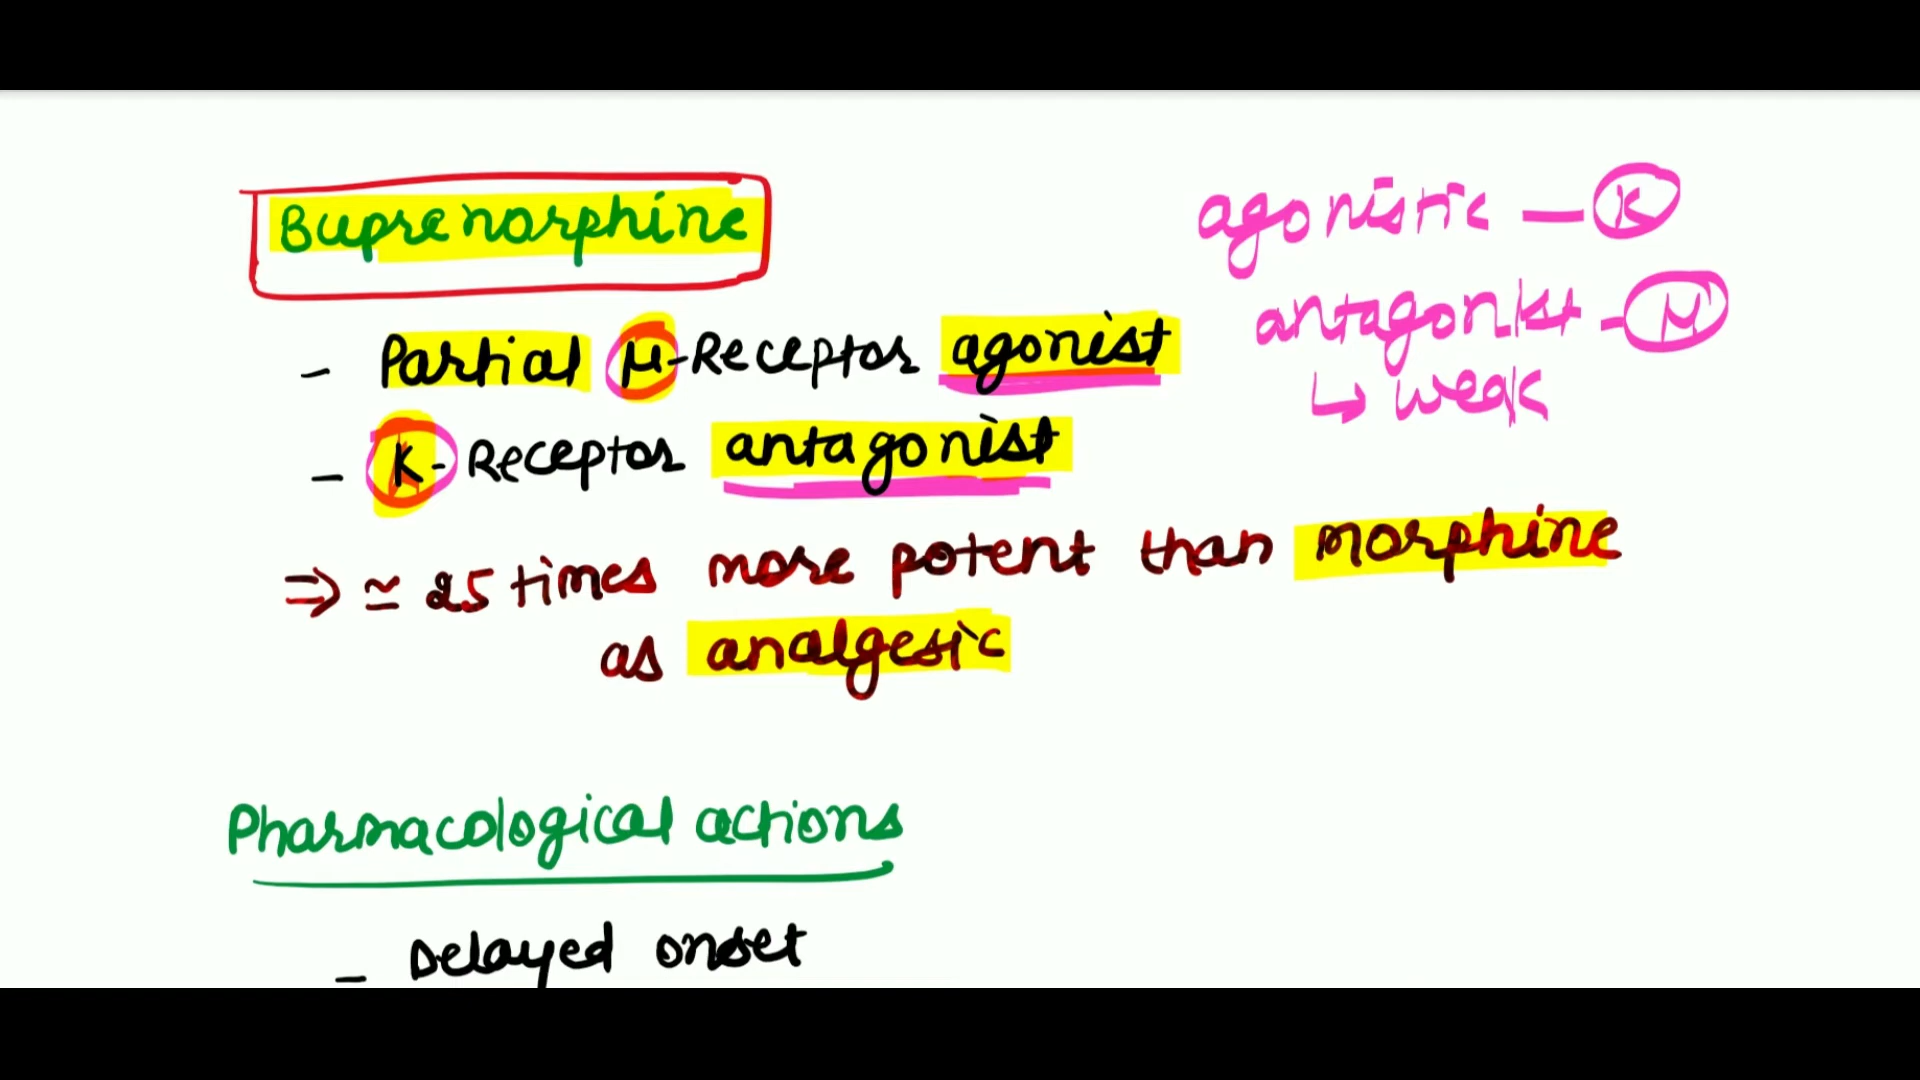 Buprenorphine
- Partial μ-Receptor agonist
- K-Receptor antagonist
⇒ ≃ 25 times more potent than morphine
as analgesic
agonistic - K
antagonist - μ
↳ weak
Pharmacological actions
- Delayed onset